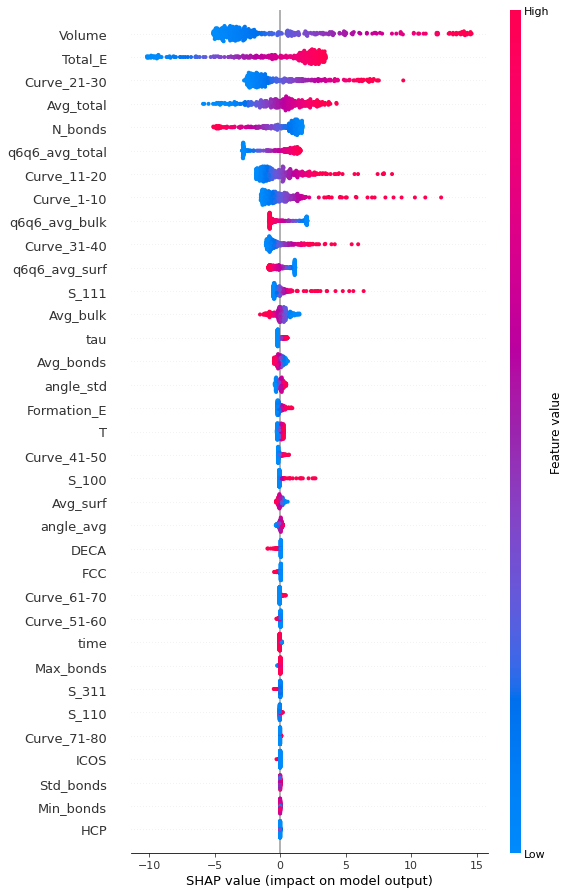 High
Volume
Total_E
Curve_21-30
Avg_total
N_bonds
q6q6_avg_total
Curve_11-20
Curve_1-10
q6q6_avg_bulk
Curve_31-40
q6q6_avg_surf
S_111
Avg_bulk
tau
Avg_bonds
angle_std
Formation_E
T
Curve_41-50
S_100
Avg_surf
angle_avg
DECA
FCC
Curve_61-70
Curve_51-60
time
Max_bonds
S_311
S_110
Curve_71-80
ICOS
Std_bonds
Min_bonds
HCP
Feature value
Low
−10 −5 0 5 10 15
SHAP value (impact on model output)